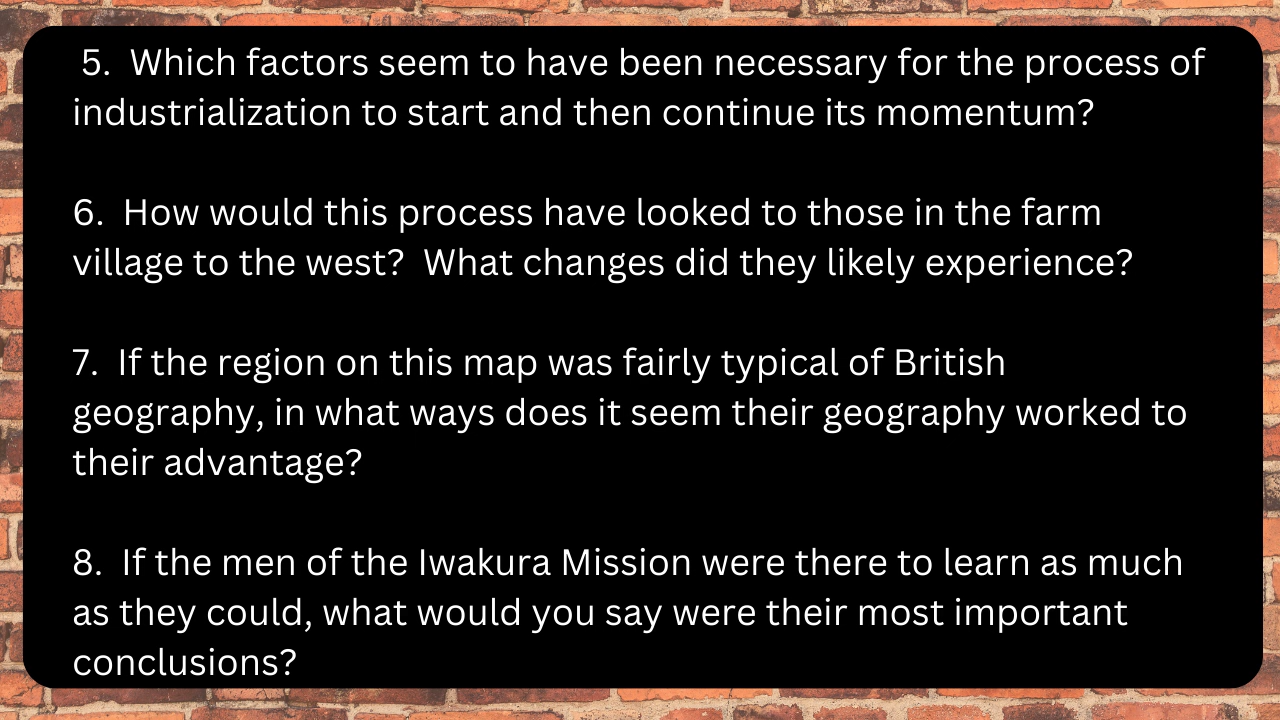 5.  Which factors seem to have been necessary for the process of
industrialization to start and then continue its momentum?
6.  How would this process have looked to those in the farm
village to the west?  What changes did they likely experience?
7.  If the region on this map was fairly typical of British
geography, in what ways does it seem their geography worked to
their advantage?
8.  If the men of the Iwakura Mission were there to learn as much
as they could, what would you say were their most important
conclusions?